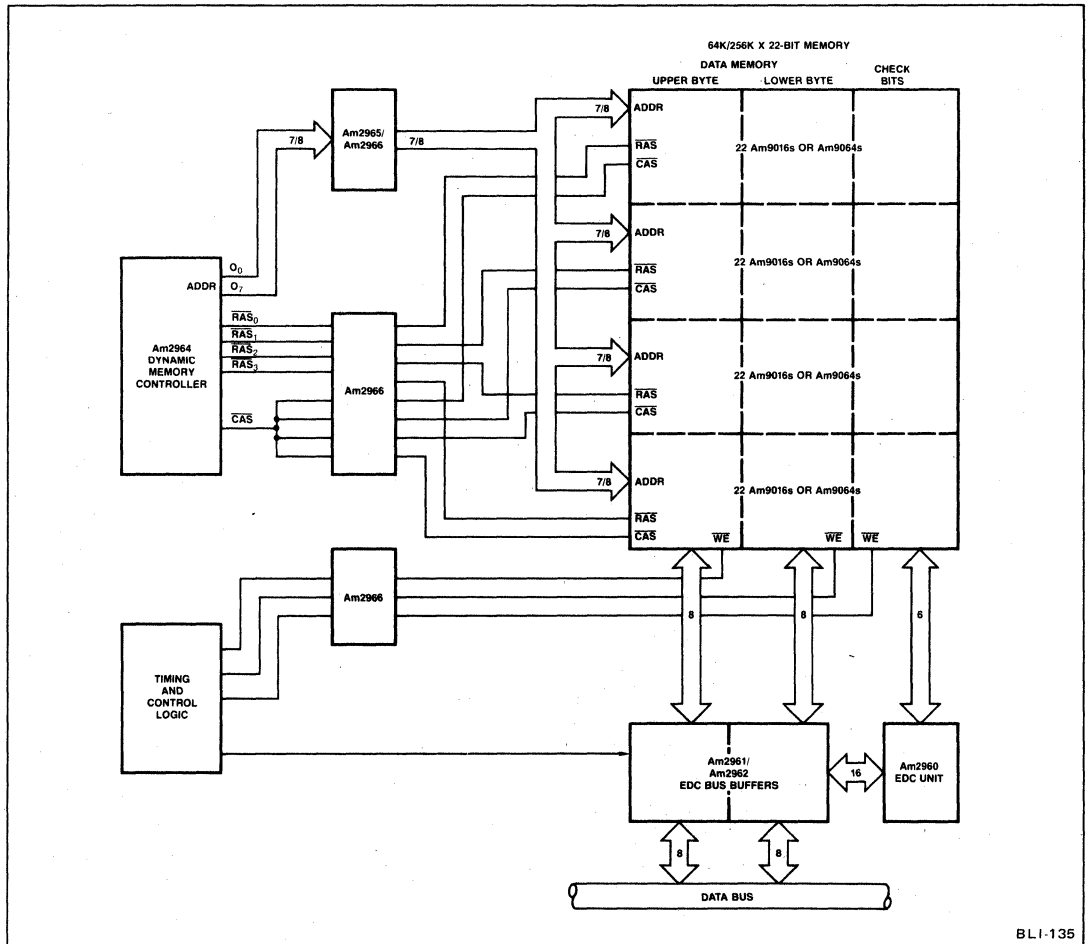 64K/256K X 22-BIT MEMORY
DATA MEMORY
UPPER BYTE
LOWER BYTE
CHECK
BITS
Am2965/
Am2966
7/8
7/8
7/8
ADDR
RAS
CAS
22 Am9016s OR Am9064s
7/8
ADDR
RAS
CAS
22 Am9016s OR Am9064s
7/8
ADDR
RAS
CAS
22 Am9016s OR Am9064s
7/8
ADDR
RAS
CAS
22 Am9016s OR Am9064s
WE
WE
WE
Am2964
DYNAMIC
MEMORY
CONTROLLER
ADDR
O0
O7
RAS0
RAS1
RAS2
RAS3
CAS
Am2966
Am2966
TIMING
AND
CONTROL
LOGIC
8
8
6
Am2961/
Am2962
EDC BUS BUFFERS
16
Am2960
EDC UNIT
8
8
DATA BUS
BLI-135